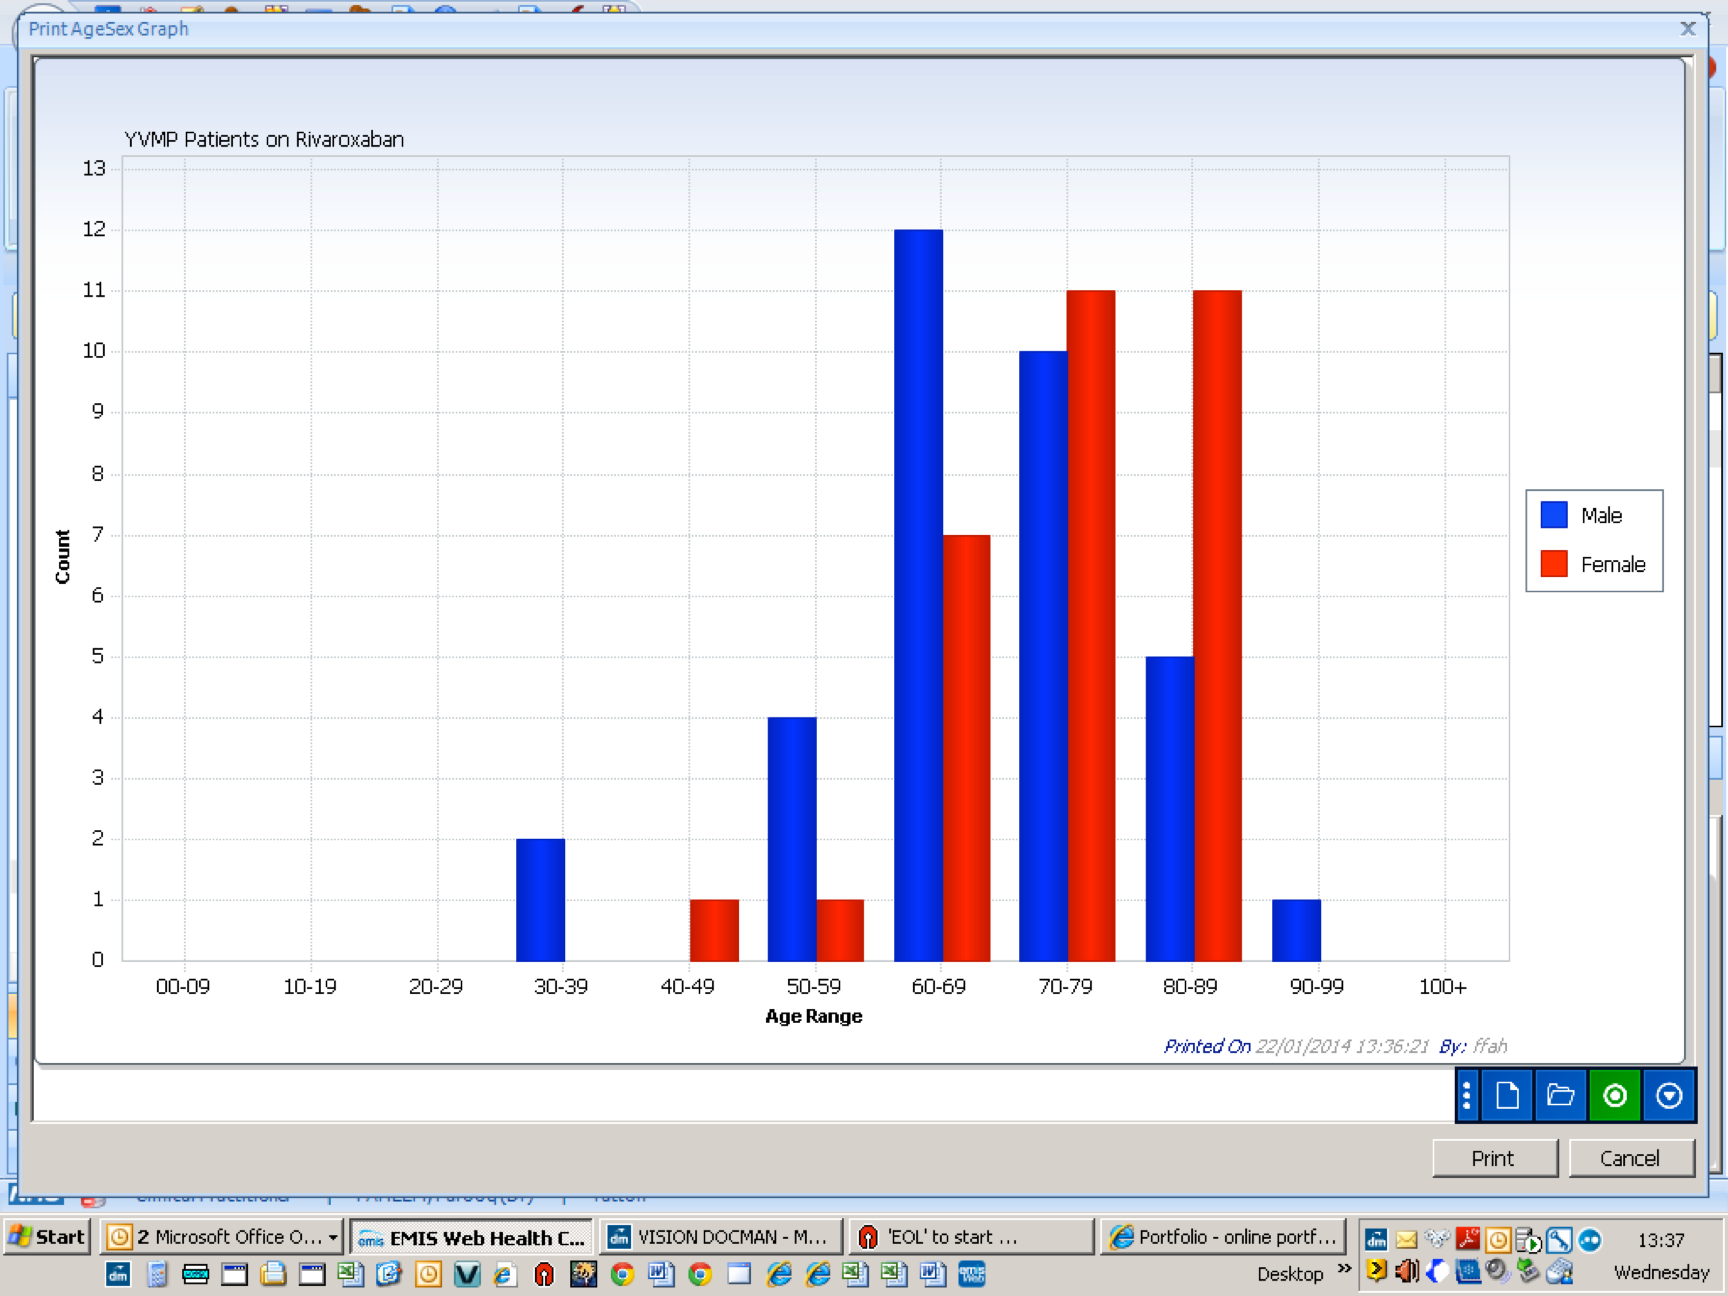 Print AgeSex Graph
YVMP Patients on Rivaroxaban
13
12
11
10
9
8
7
6
5
4
3
2
1
0
Count
00-09 10-19 20-29 30-39 40-49 50-59 60-69 70-79 80-89 90-99 100+
Age Range
Male
Female
Printed On 22/01/2014 13:36:21 By: ffah
Print Cancel
Start 2 Microsoft Office O... EMIS Web Health C... VISION DOCMAN - M... 'EOL' to start ... Portfolio - online portf... 13:37
Desktop Wednesday